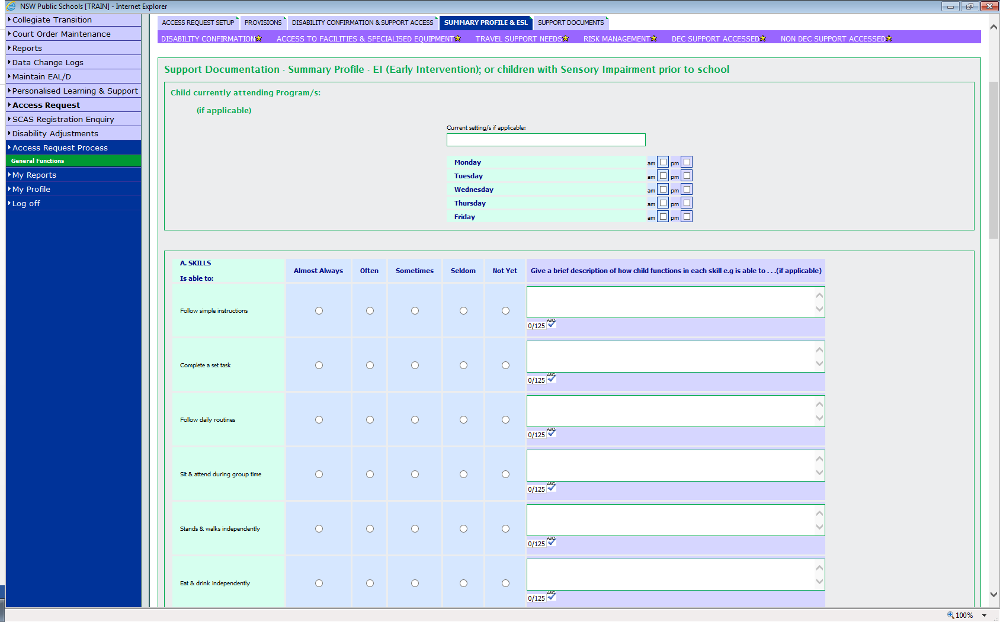 NSW Public Schools [TRAIN] - Internet Explorer
Collegiate Transition
Court Order Maintenance
Reports
Data Change Logs
Maintain EAL/D
Personalised Learning & Support
Access Request
SCAS Registration Enquiry
Disability Adjustments
Access Request Process
General Functions
My Reports
My Profile
Log off
ACCESS REQUEST SETUP PROVISIONS DISABILITY CONFIRMATION & SUPPORT ACCESS SUMMARY PROFILE & ESL SUPPORT DOCUMENTS
DISABILITY CONFIRMATION ACCESS TO FACILITIES & SPECIALISED EQUIPMENT TRAVEL SUPPORT NEEDS RISK MANAGEMENT DEC SUPPORT ACCESSED NON DEC SUPPORT ACCESSED
Support Documentation - Summary Profile - EI (Early Intervention); or children with Sensory Impairment prior to school
Child currently attending Program/s:
(if applicable)
Current setting/s if applicable:
Monday am pm
Tuesday am pm
Wednesday am pm
Thursday am pm
Friday am pm
A. SKILLS
Is able to:
Almost Always Often Sometimes Seldom Not Yet Give a brief description of how child functions in each skill e.g is able to . . .(if applicable)
Follow simple instructions
0/125 ABC
Complete a set task
0/125 ABC
Follow daily routines
0/125 ABC
Sit & attend during group time
0/125 ABC
Stands & walks independently
0/125 ABC
Eat & drink independently
0/125 ABC
100%